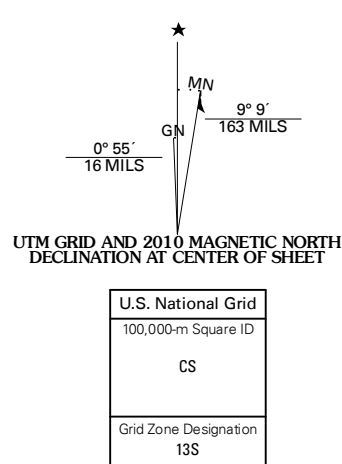 ★
MN
9° 9´
163 MILS
GN
0° 55´
16 MILS
UTM GRID AND 2010 MAGNETIC NORTH
DECLINATION AT CENTER OF SHEET
U.S. National Grid
100,000-m Square ID
CS
Grid Zone Designation
13S